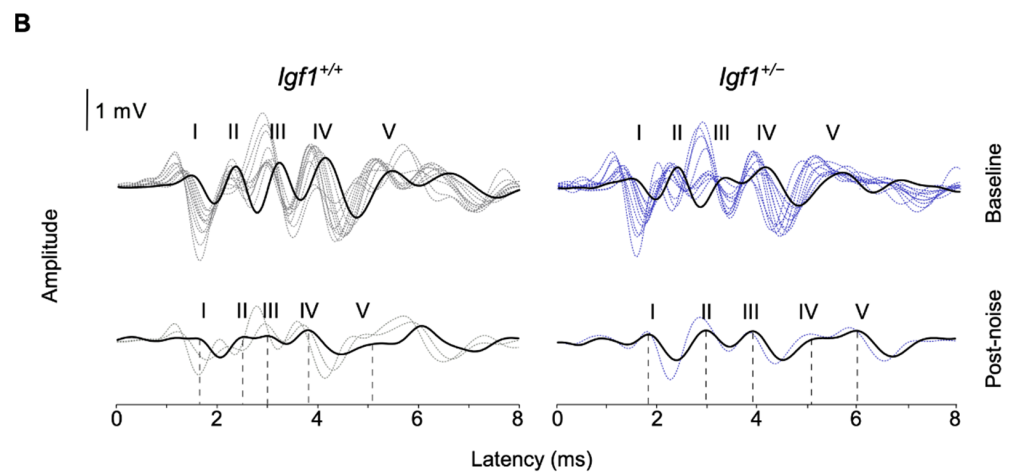 B
Igf1+/+
Igf1+/−
1 mV
I II III IV V
I II III IV V
Baseline
Amplitude
I II III IV V
I II III IV V
Post-noise
0 2 4 6 8
0 2 4 6 8
Latency (ms)